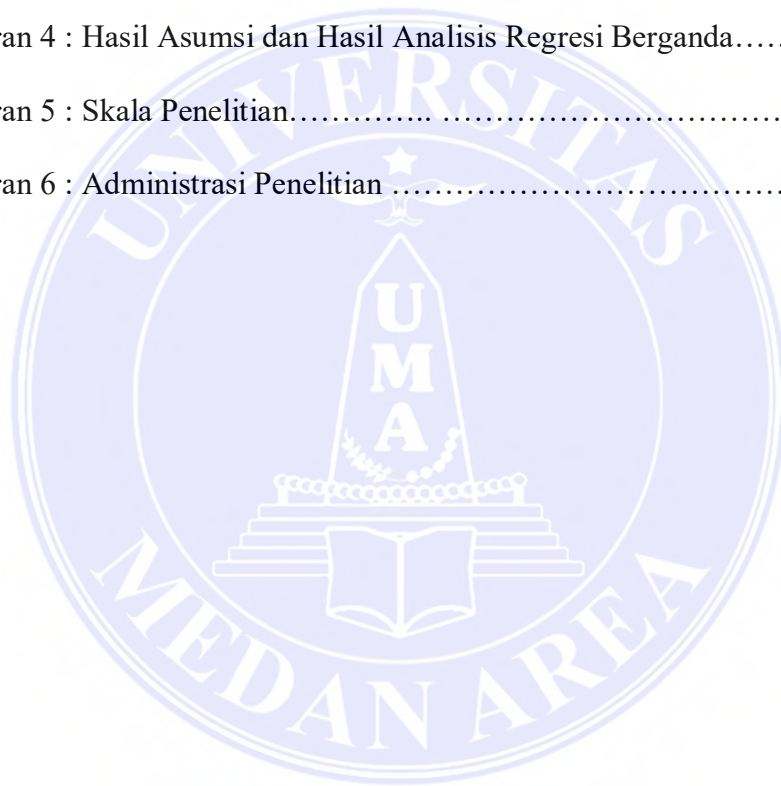 ran 4 : Hasil Asumsi dan Hasil Analisis Regresi Berganda……
ran 5 : Skala Penelitian………….. ……………………………
ran 6 : Administrasi Penelitian …………………………………
UNIVERSITAS
U
M
A
MEDAN AREA